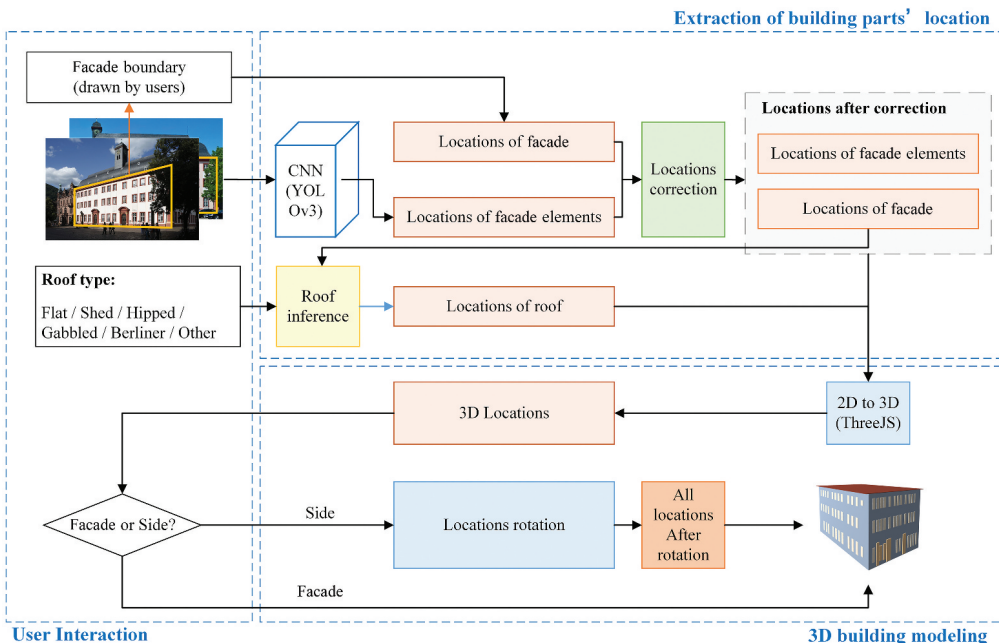 Extraction of building parts’ location
Facade boundary
(drawn by users)
Locations of facade
CNN
(YOL
Ov3)
Locations of facade elements
Locations
correction
Locations after correction
Locations of facade elements
Locations of facade
Roof type:
Flat / Shed / Hipped /
Gabbled / Berliner / Other
Roof
inference
Locations of roof
3D Locations
2D to 3D
(ThreeJS)
Facade or Side?
Side
Locations rotation
All
locations
After
rotation
Facade
User Interaction
3D building modeling